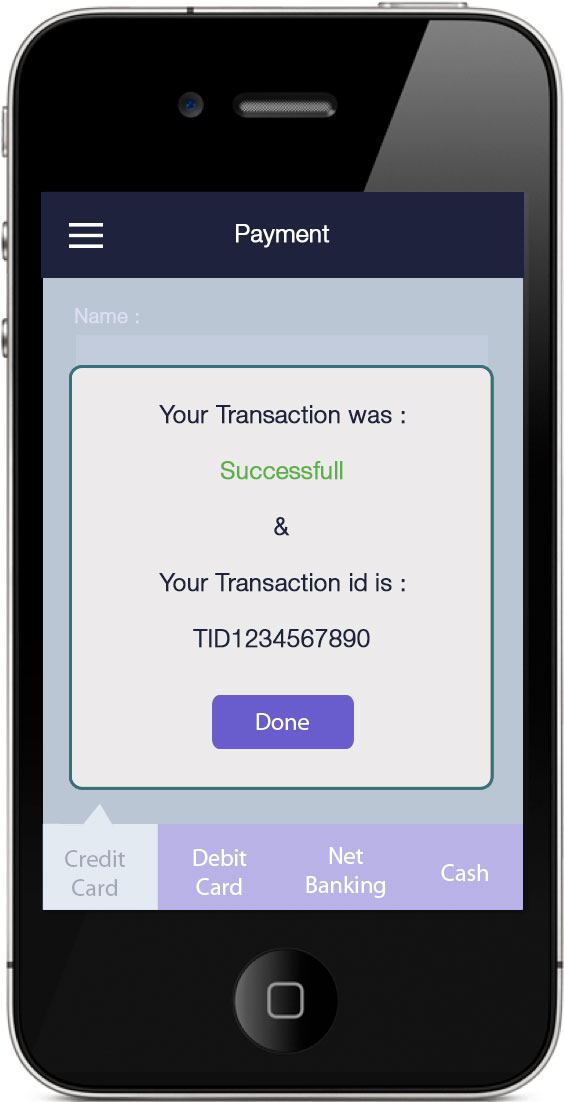 Payment
Name :
Your Transaction was :
Successfull
&
Your Transaction id is :
TID1234567890
Done
Credit
Card
Debit
Card
Net
Banking
Cash